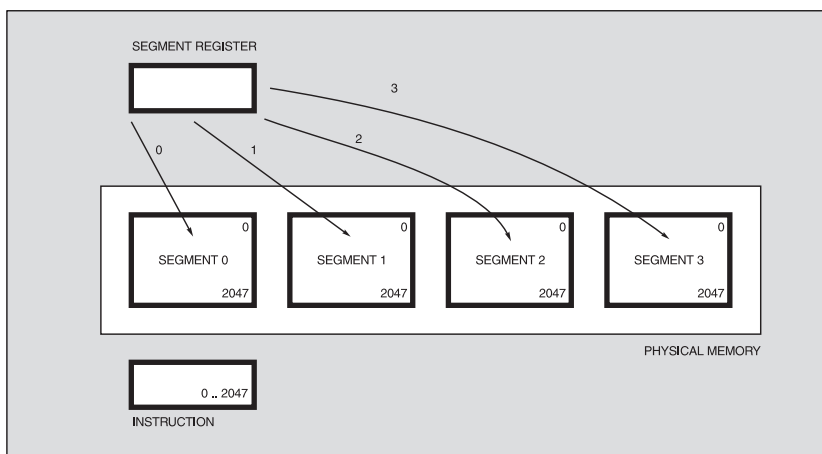 SEGMENT REGISTER
3
2
0
1
0
0
0
0
SEGMENT 0
SEGMENT 1
SEGMENT 2
SEGMENT 3
2047
2047
2047
2047
PHYSICAL MEMORY
0 .. 2047
INSTRUCTION